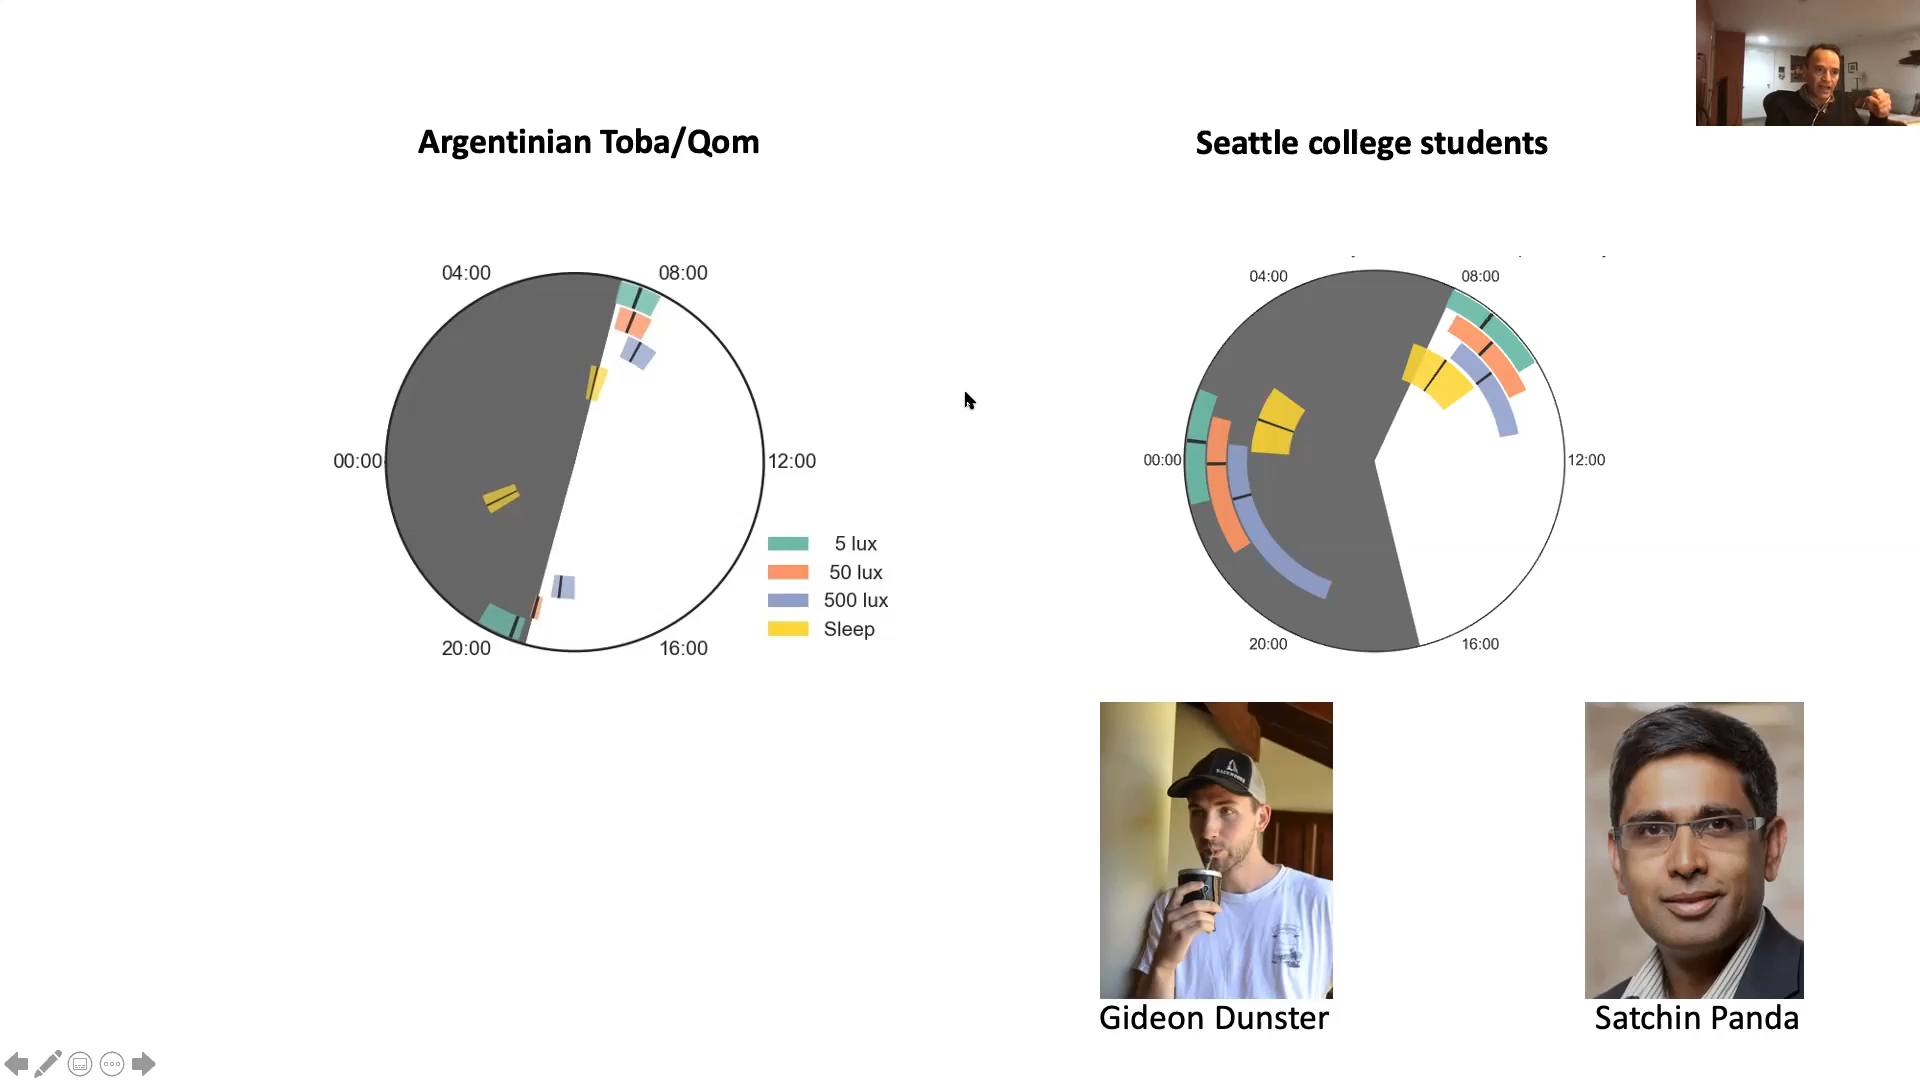 Argentinian Toba/Qom
04:00
08:00
00:00
12:00
20:00
16:00
5 lux
50 lux
500 lux
Sleep
Seattle college students
04:00
08:00
00:00
12:00
20:00
16:00
Gideon Dunster
Satchin Panda